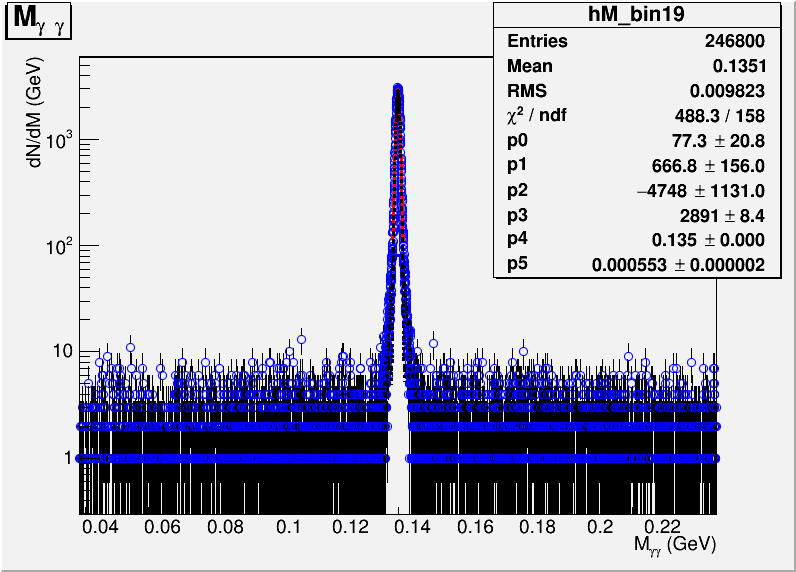 M γ γ
hM_bin19
Entries 246800
Mean 0.1351
RMS 0.009823
χ² / ndf 488.3 / 158
p0 77.3 ± 20.8
p1 666.8 ± 156.0
p2 −4748 ± 1131.0
p3 2891 ± 8.4
p4 0.135 ± 0.000
p5 0.000553 ± 0.000002
dN/dM (GeV)
10³
10²
10
1
0.04 0.06 0.08 0.1 0.12 0.14 0.16 0.18 0.2 0.22
Mγγ (GeV)